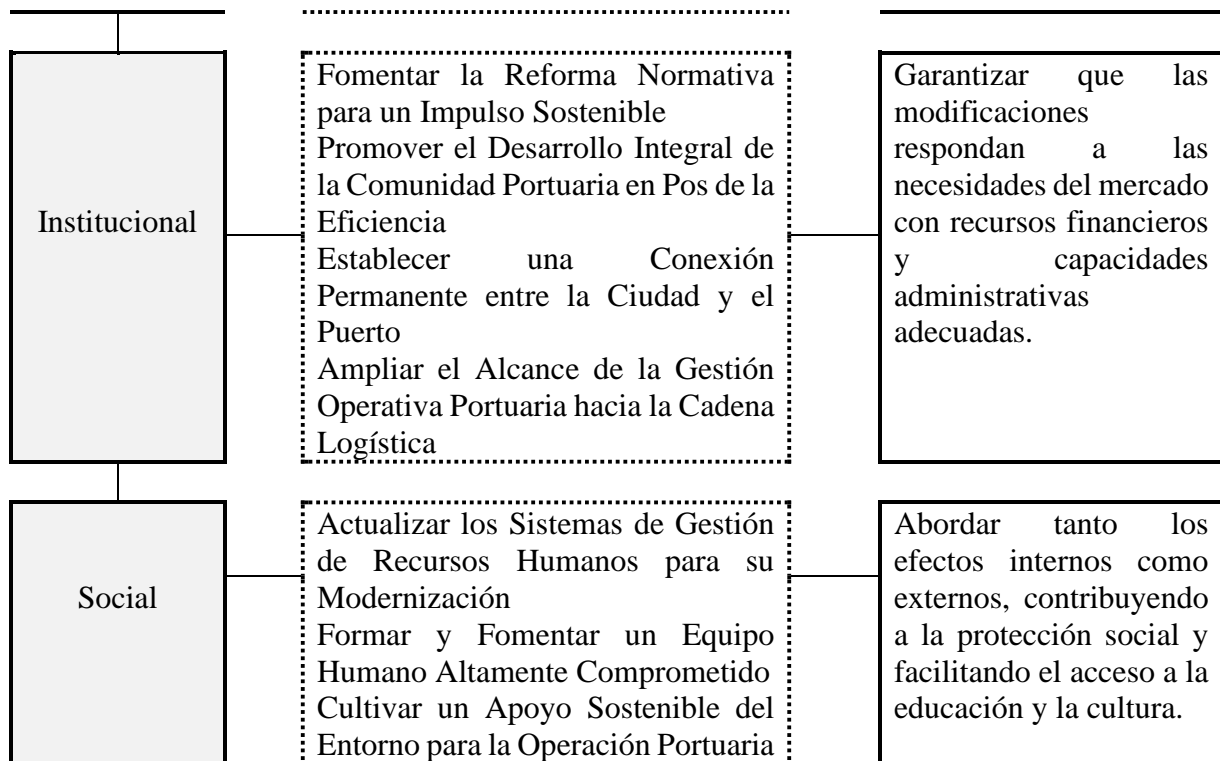 Institucional
Fomentar la Reforma Normativa
para un Impulso Sostenible
Promover el Desarrollo Integral de
la Comunidad Portuaria en Pos de la
Eficiencia
Establecer una Conexión
Permanente entre la Ciudad y el
Puerto
Ampliar el Alcance de la Gestión
Operativa Portuaria hacia la Cadena
Logística
Garantizar que las
modificaciones
respondan a las
necesidades del mercado
con recursos financieros
y capacidades
administrativas
adecuadas.
Social
Actualizar los Sistemas de Gestión
de Recursos Humanos para su
Modernización
Formar y Fomentar un Equipo
Humano Altamente Comprometido
Cultivar un Apoyo Sostenible del
Entorno para la Operación Portuaria
Abordar tanto los
efectos internos como
externos, contribuyendo
a la protección social y
facilitando el acceso a la
educación y la cultura.